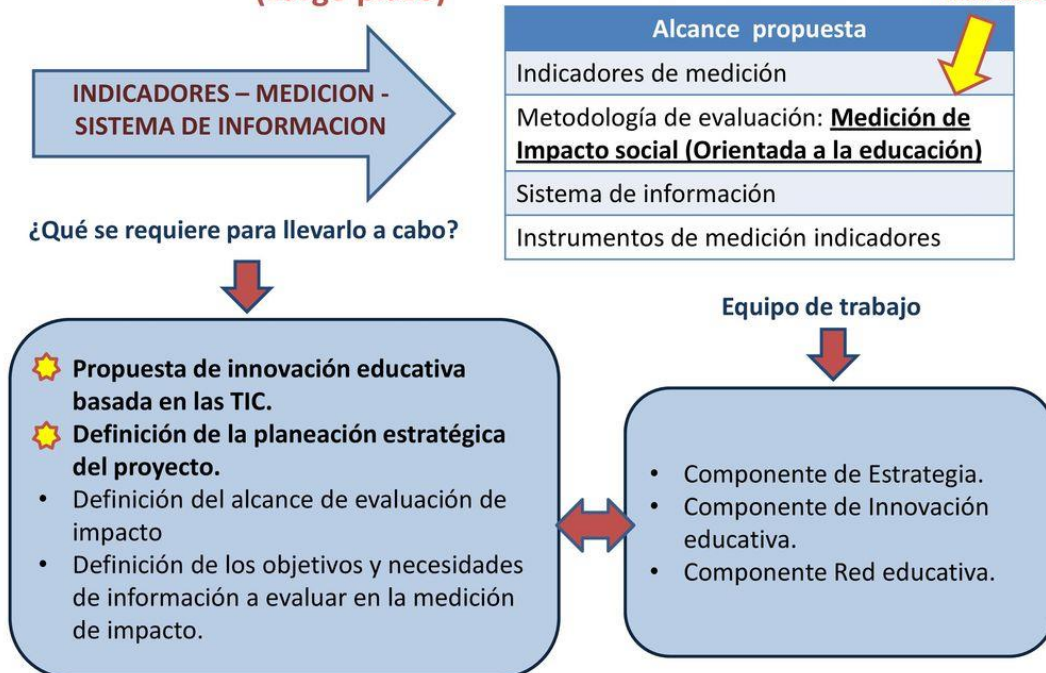 INDICADORES – MEDICION -
SISTEMA DE INFORMACION
Alcance propuesta
Indicadores de medición
Metodología de evaluación: Medición de
Impacto social (Orientada a la educación)
Sistema de información
Instrumentos de medición indicadores
¿Qué se requiere para llevarlo a cabo?
Propuesta de innovación educativa
basada en las TIC.
Definición de la planeación estratégica
del proyecto.
• Definición del alcance de evaluación de
impacto
• Definición de los objetivos y necesidades
de información a evaluar en la medición
de impacto.
Equipo de trabajo
• Componente de Estrategia.
• Componente de Innovación
educativa.
• Componente Red educativa.